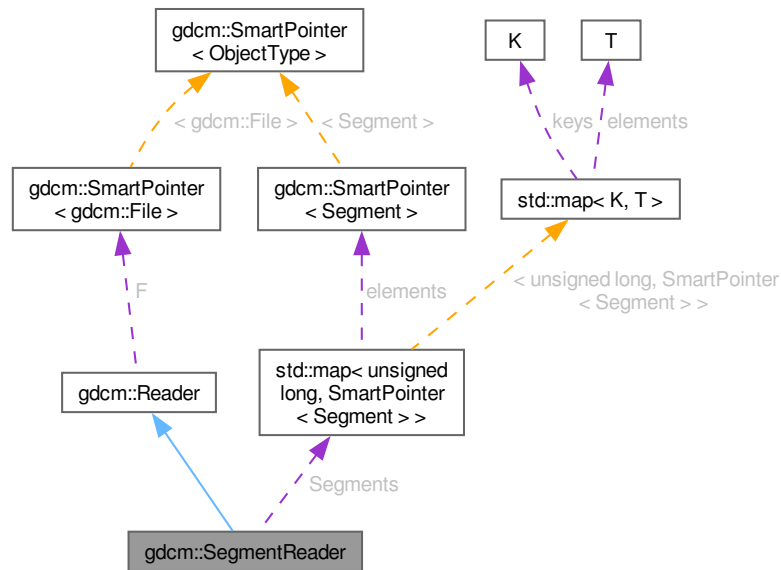 gdcm::SmartPointer
< ObjectType >
K
T
< gdcm::File >
< Segment >
keys
elements
gdcm::SmartPointer
< gdcm::File >
gdcm::SmartPointer
< Segment >
std::map< K, T >
F
elements
< unsigned long, SmartPointer
< Segment > >
gdcm::Reader
std::map< unsigned
long, SmartPointer
< Segment > >
Segments
gdcm::SegmentReader